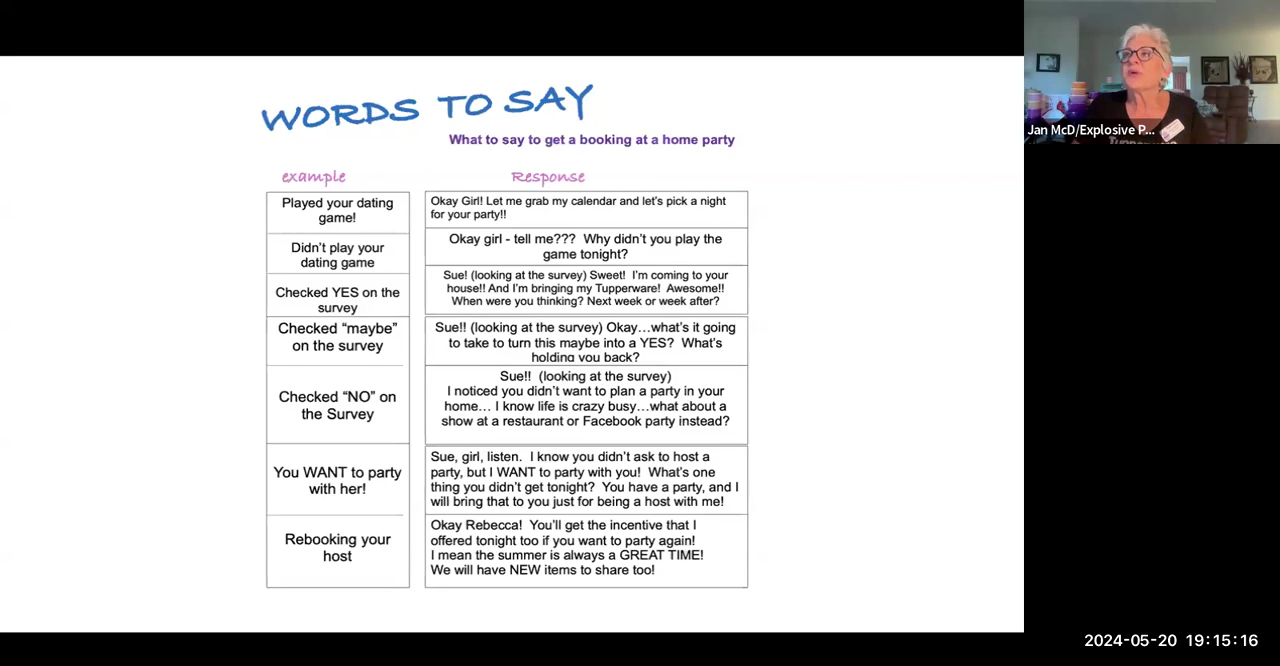 WORDS TO SAY
What to say to get a booking at a home party
example
Response
Played your dating
game!
Okay Girl! Let me grab my calendar and let's pick a night
for your party!!
Didn't play your
dating game
Okay girl - tell me??? Why didn't you play the
game tonight?
Checked YES on the
survey
Sue! (looking at the survey) Sweet! I'm coming to your
house!! And I'm bringing my Tupperware! Awesome!!
When were you thinking? Next week or week after?
Checked "maybe"
on the survey
Sue!! (looking at the survey) Okay…what's it going
to take to turn this maybe into a YES? What's
holding you back?
Checked "NO" on
the Survey
Sue!! (looking at the survey)
I noticed you didn't want to plan a party in your
home… I know life is crazy busy…what about a
show at a restaurant or Facebook party instead?
You WANT to party
with her!
Sue, girl, listen. I know you didn't ask to host a
party, but I WANT to party with you! What's one
thing you didn't get tonight? You have a party, and I
will bring that to you just for being a host with me!
Rebooking your
host
Okay Rebecca! You'll get the incentive that I
offered tonight too if you want to party again!
I mean the summer is always a GREAT TIME!
We will have NEW items to share too!
Jan McD/Explosive P...
2024-05-20 19:15:16